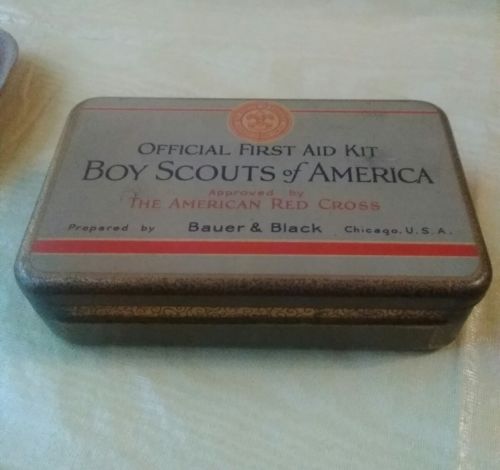 OFFICIAL FIRST AID KIT
BOY SCOUTS of AMERICA
Approved by
THE AMERICAN RED CROSS
Prepared by Bauer & Black Chicago, U.S.A.